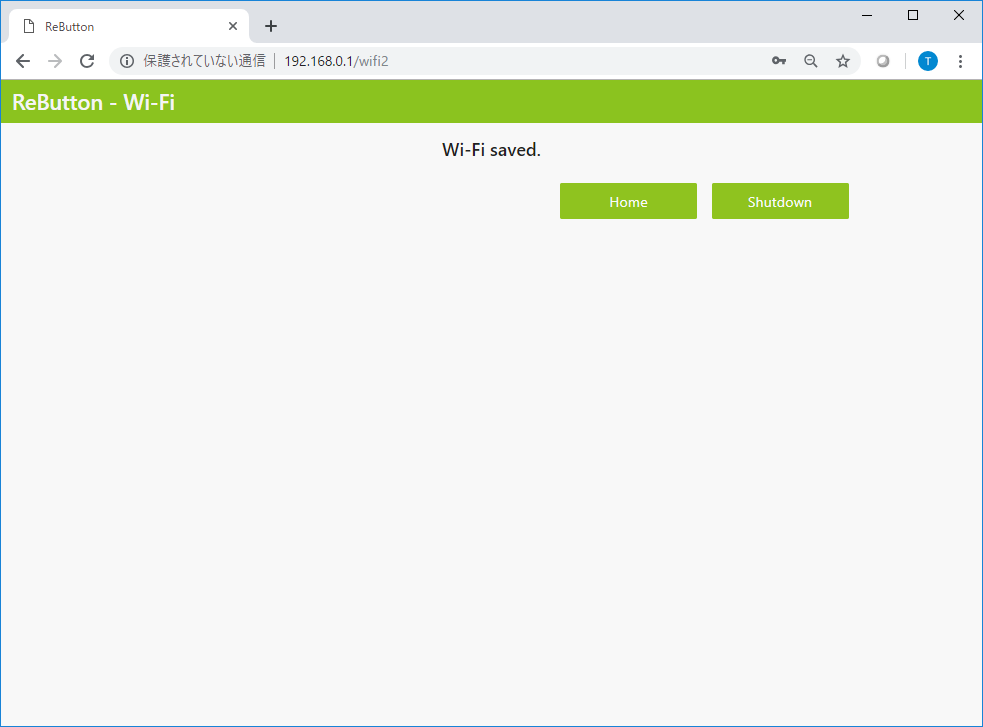 ReButton
保護されていない通信 192.168.0.1/wifi2
T
ReButton - Wi-Fi
Wi-Fi saved.
Home Shutdown